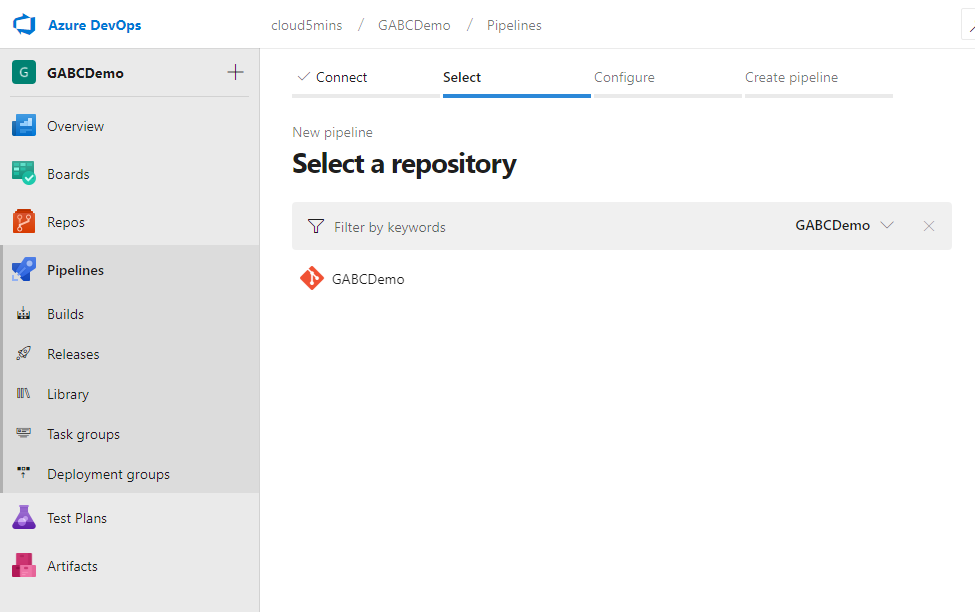 Azure DevOps
cloud5mins / GABCDemo / Pipelines
G GABCDemo
Overview
Boards
Repos
Pipelines
Builds
Releases
Library
Task groups
Deployment groups
Test Plans
Artifacts
Connect Select Configure Create pipeline
New pipeline
Select a repository
Filter by keywords GABCDemo
GABCDemo